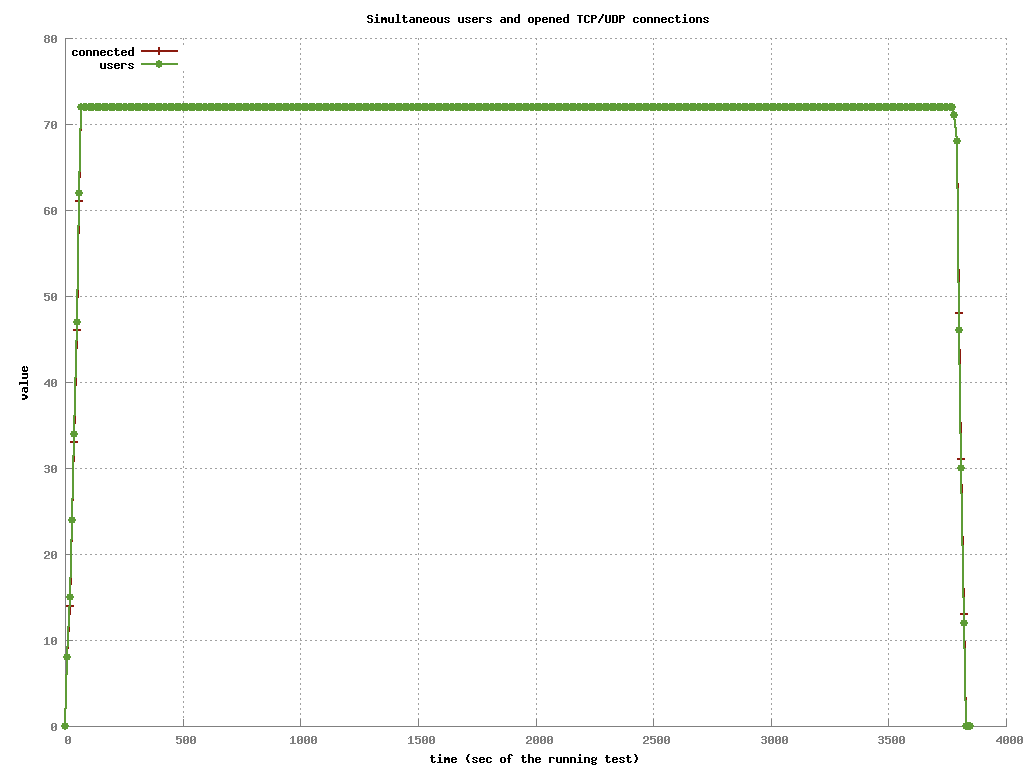 Simultaneous users and opened TCP/UDP connections
connected
users
80
70
60
50
40
30
20
10
0
value
0 500 1000 1500 2000 2500 3000 3500 4000
time (sec of the running test)